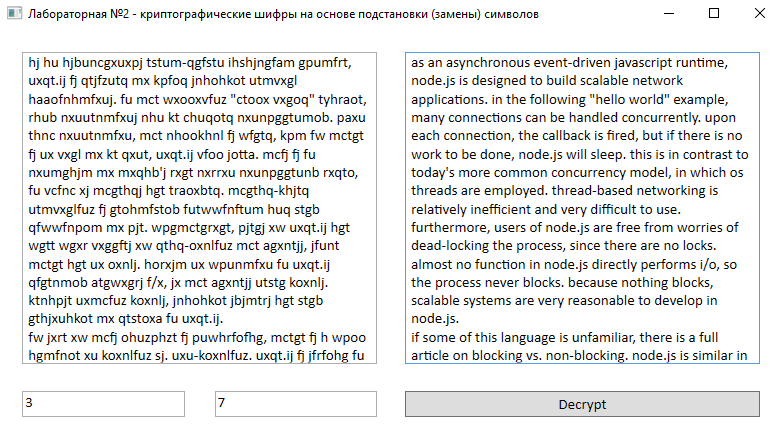 Лабораторная №2 - криптографические шифры на основе подстановки (замены) символов
hj hu hjbuncgxuxpj tstum-qgfstu ihshjngfam gpumfrt,
uxqt.ij fj qtjfzutq mx kpfoq jnhohkot utmvxgl
haaofnhmfxuj. fu mct wxooxvfuz "ctoox vxgoq" tyhraot,
rhub nxuutnmfxuj nhu kt chuqotq nxunpggtumob. paxu
thnc nxuutnmfxu, mct nhookhnl fj wfgtq, kpm fw mctgt
fj ux vxgl mx kt qxut, uxqt.ij vfoo jotta. mcfj fj fu
nxumghjm mx mxqhb'j rxgt nxrrxu nxunpggtunb rxqto,
fu vcfnc xj mcgthqj hgt traoxbtq. mcgthq-khjtq
utmvxglfuz fj gtohmfstob futwwfnftum huq stgb
qfwwfnpom mx pjt. wpgmctgrxgt, pjtgj xw uxqt.ij hgt
wgtt wgxr vxggftj xw qthq-oxnlfuz mct agxntjj, jfunt
mctgt hgt ux oxnlj. horxjm ux wpunmfxu fu uxqt.ij
qfgtnmob atgwxgrj f/x, jx mct agxntjj utstg koxnlj.
ktnhpjt uxmcfuz koxnlj, jnhohkot jbjmtrj hgt stgb
gthjxuhkot mx qtstoxa fu uxqt.ij.
fw jxrt xw mcfj ohuzphzt fj puwhrfofhg, mctgt fj h wpoo
hgmfnot xu koxnlfuz sj. uxu-koxnlfuz. uxqt.ij fj jfrfohg fu
as an asynchronous event-driven javascript runtime,
node.js is designed to build scalable network
applications. in the following "hello world" example,
many connections can be handled concurrently. upon
each connection, the callback is fired, but if there is no
work to be done, node.js will sleep. this is in contrast to
today's more common concurrency model, in which os
threads are employed. thread-based networking is
relatively inefficient and very difficult to use.
furthermore, users of node.js are free from worries of
dead-locking the process, since there are no locks.
almost no function in node.js directly performs i/o, so
the process never blocks. because nothing blocks,
scalable systems are very reasonable to develop in
node.js.
if some of this language is unfamiliar, there is a full
article on blocking vs. non-blocking. node.js is similar in
3
7
Decrypt